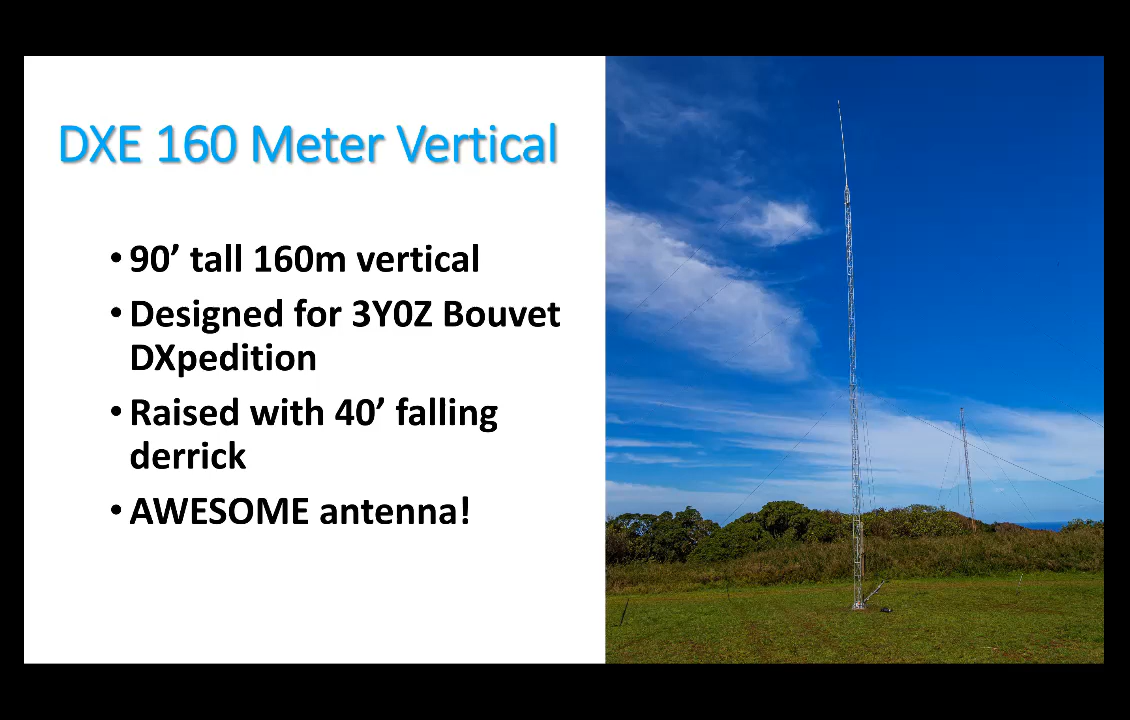 DXE 160 Meter Vertical
• 90’ tall 160m vertical
• Designed for 3Y0Z Bouvet
DXpedition
• Raised with 40’ falling
derrick
• AWESOME antenna!